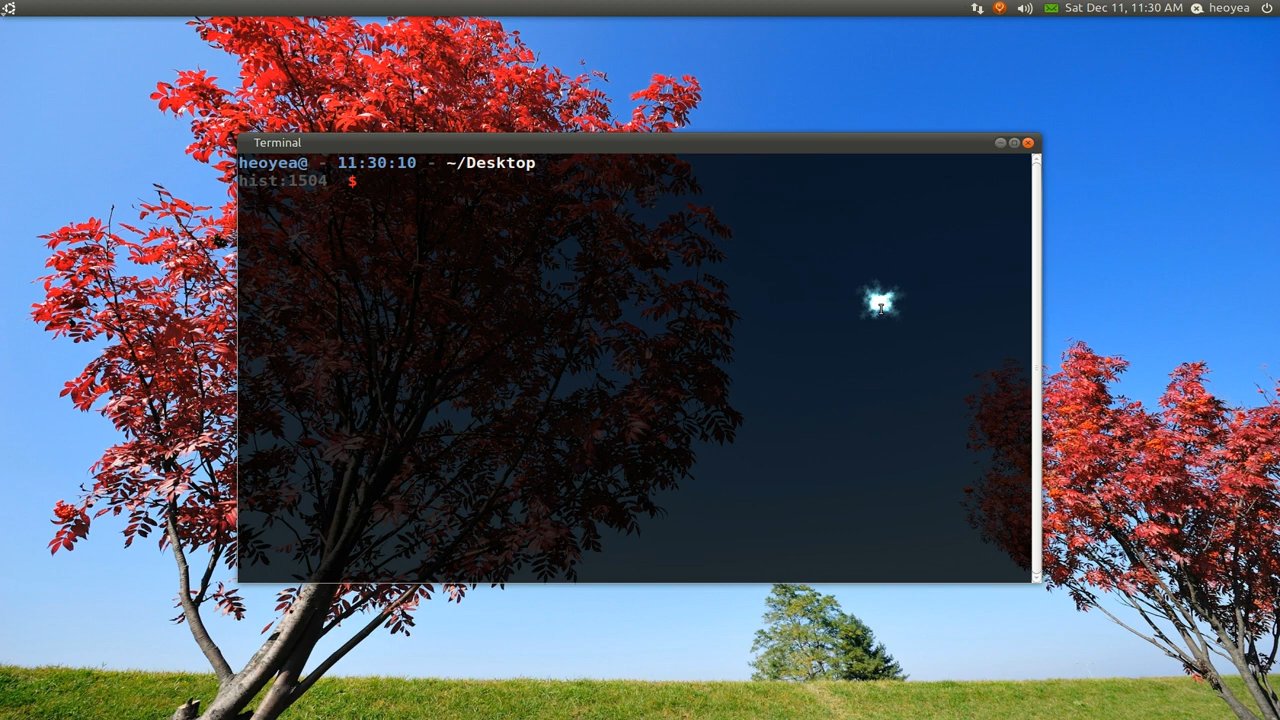 Sat Dec 11, 11:30 AM heoyea
Terminal
heoyea@ - 11:30:10 - ~/Desktop
hist:1504 $